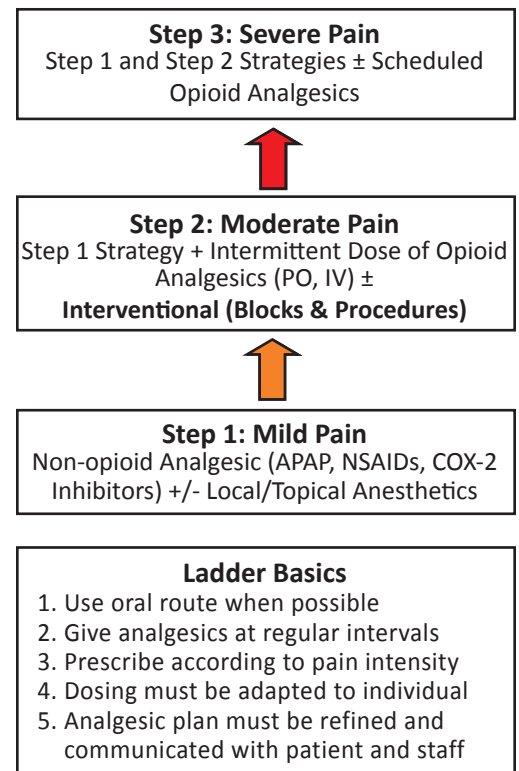 Step 3: Severe Pain
Step 1 and Step 2 Strategies ± Scheduled
Opioid Analgesics
Step 2: Moderate Pain
Step 1 Strategy + Intermittent Dose of Opioid
Analgesics (PO, IV) ±
Interventional (Blocks & Procedures)
Step 1: Mild Pain
Non-opioid Analgesic (APAP, NSAIDs, COX-2
Inhibitors) +/- Local/Topical Anesthetics
Ladder Basics
1. Use oral route when possible
2. Give analgesics at regular intervals
3. Prescribe according to pain intensity
4. Dosing must be adapted to individual
5. Analgesic plan must be refined and
communicated with patient and staff